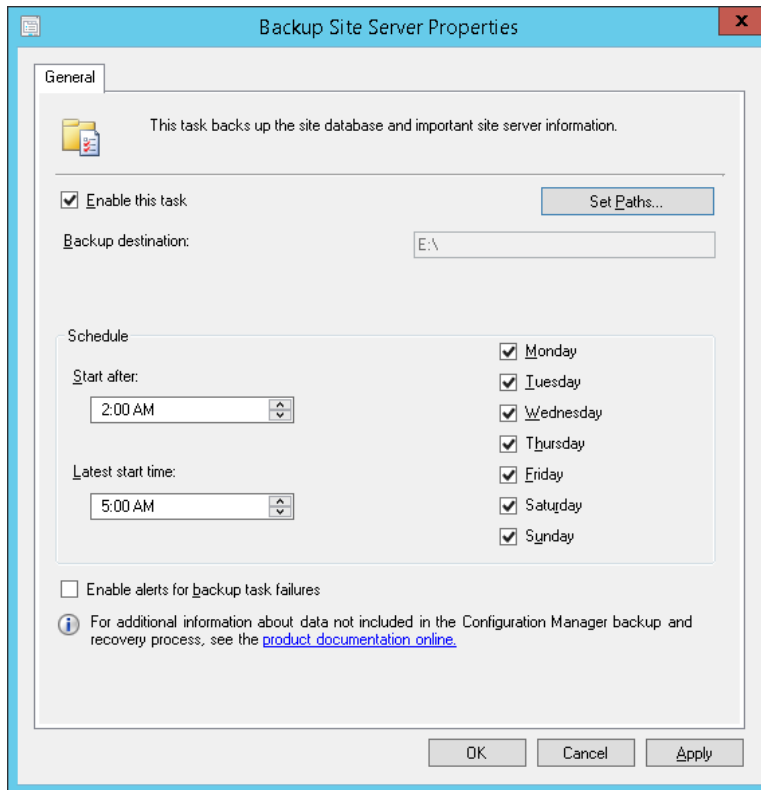 Backup Site Server Properties
x
General
This task backs up the site database and important site server information.
Enable this task
Set Paths...
Backup destination:
E:\
Schedule
Start after:
2:00 AM
Latest start time:
5:00 AM
Monday
Tuesday
Wednesday
Thursday
Friday
Saturday
Sunday
Enable alerts for backup task failures
For additional information about data not included in the Configuration Manager backup and
recovery process, see the product documentation online.
OK
Cancel
Apply